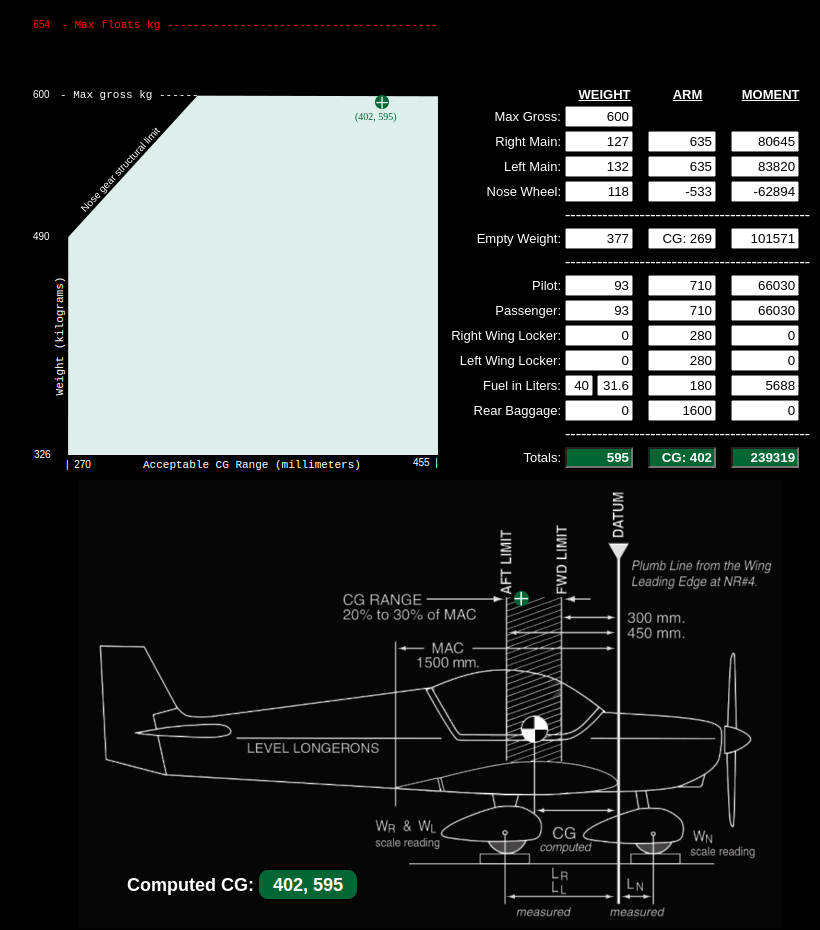 654 - Max floats kg ------------------------------------------
600 - Max gross kg ------
WEIGHT ARM MOMENT
(402, 595)
Max Gross: 600
Nose gear structural limit
Right Main: 127 635 80645
Left Main: 132 635 83820
Nose Wheel: 118 -533 -62894
------------------------------------------------
490
Empty Weight: 377 CG: 269 101571
------------------------------------------------
Weight (kilograms)
Pilot: 93 710 66030
Passenger: 93 710 66030
Right Wing Locker: 0 280 0
Left Wing Locker: 0 280 0
Fuel in Liters: 40 31.6 180 5688
Rear Baggage: 0 1600 0
------------------------------------------------
326
| 270 Acceptable CG Range (millimeters) 455 |
Totals: 595 CG: 402 239319
AFT LIMIT
FWD LIMIT
DATUM
Plumb Line from the Wing
Leading Edge at NR#4.
CG RANGE
20% to 30% of MAC
300 mm.
450 mm.
MAC
1500 mm.
LEVEL LONGERONS
WR & WL
scale reading
CG
computed
WN
scale reading
LR
LL
LN
measured measured
Computed CG: 402, 595